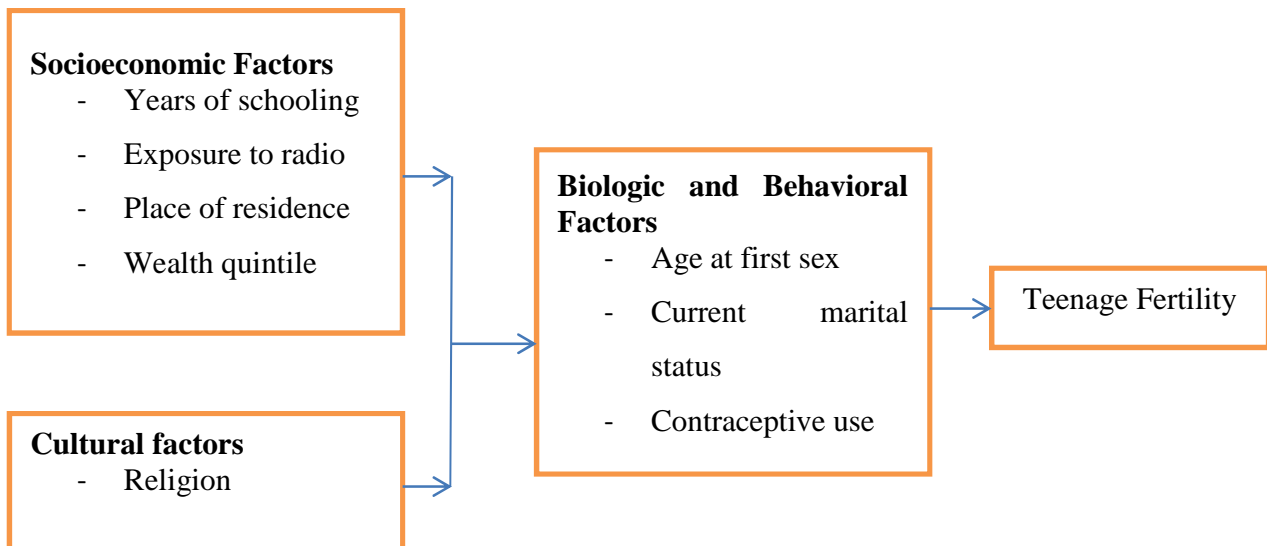 Socioeconomic Factors
- Years of schooling
- Exposure to radio
- Place of residence
- Wealth quintile
Cultural factors
- Religion
Biologic and Behavioral
Factors
- Age at first sex
- Current marital
status
- Contraceptive use
Teenage Fertility